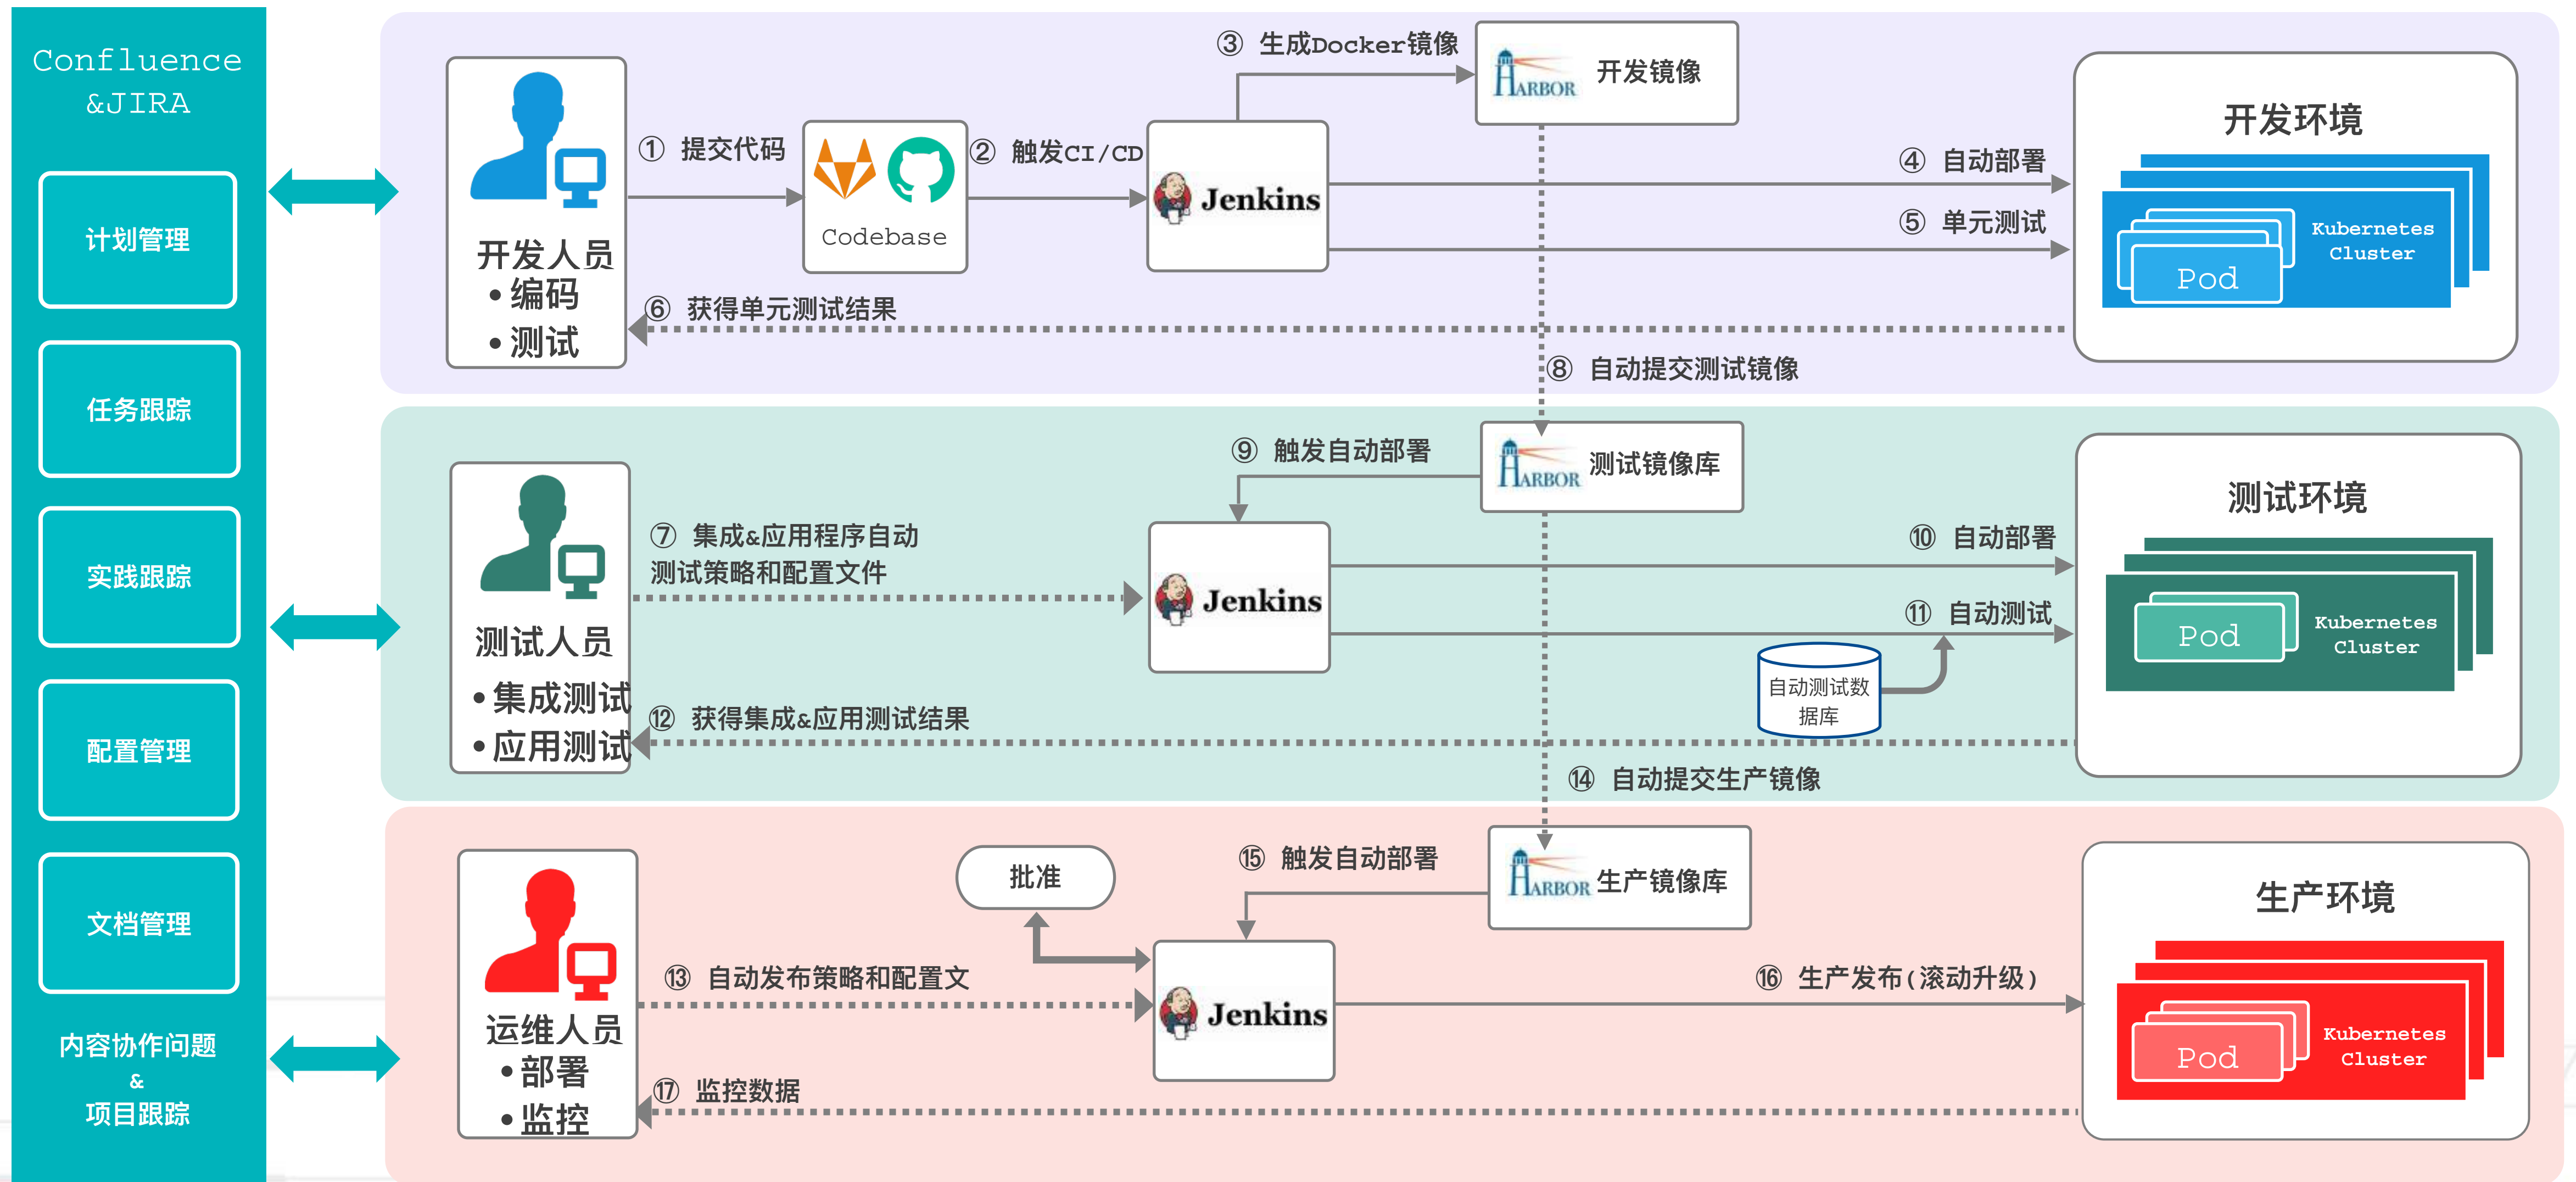 Confluence
&JIRA
计划管理
任务跟踪
实践跟踪
配置管理
文档管理
内容协作问题
&
项目跟踪
开发人员
•编码
•测试
① 提交代码
Codebase
② 触发CI/CD
Jenkins
③ 生成Docker镜像
HARBOR
开发镜像
④ 自动部署
⑤ 单元测试
⑥ 获得单元测试结果
开发环境
Kubernetes
Cluster
Pod
⑧ 自动提交测试镜像
测试人员
•集成测试
•应用测试
⑦ 集成&应用程序自动
测试策略和配置文件
Jenkins
⑨ 触发自动部署
HARBOR
测试镜像库
⑩ 自动部署
⑪ 自动测试
自动测试数
据库
⑫ 获得集成&应用测试结果
测试环境
Kubernetes
Cluster
Pod
⑭ 自动提交生产镜像
运维人员
•部署
•监控
批准
⑬ 自动发布策略和配置文
Jenkins
⑮ 触发自动部署
HARBOR
生产镜像库
⑯ 生产发布(滚动升级)
⑰ 监控数据
生产环境
Kubernetes
Cluster
Pod